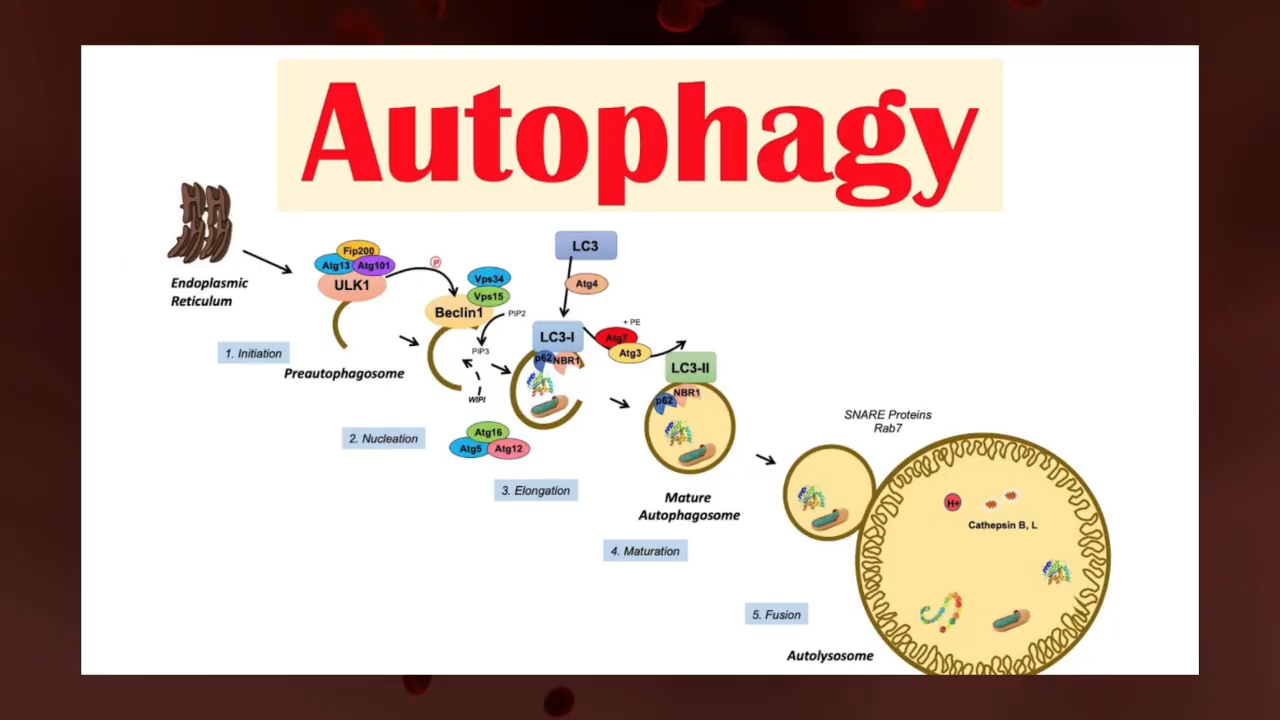 Autophagy
Endoplasmic
Reticulum
Fip200
Atg13
Atg101
ULK1
P
Vps34
Vps15
Beclin1
PIP2
PIP3
WIPI
LC3
Atg4
LC3-I
p62
NBR1
+ PE
Atg7
Atg3
LC3-II
NBR1
p62
1. Initiation
Preautophagosome
2. Nucleation
Atg16
Atg5
Atg12
3. Elongation
Mature
Autophagosome
4. Maturation
SNARE Proteins
Rab7
H+
Cathepsin B, L
5. Fusion
Autolysosome